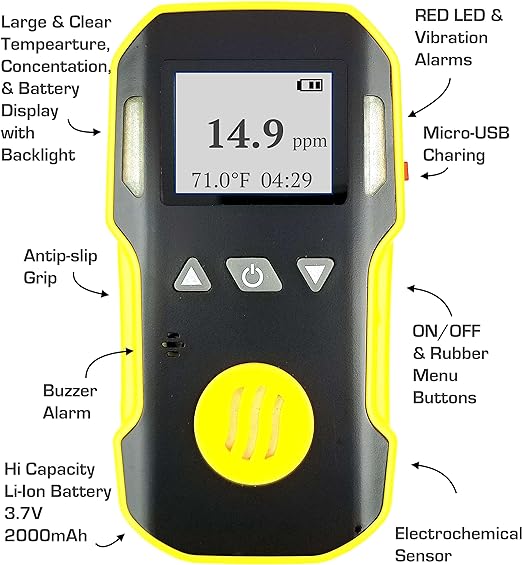 Large & Clear
Tempearture,
Concentation,
& Battery
Display
with
Backlight
RED LED &
Vibration
Alarms
Micro-USB
Charing
14.9 ppm
71.0°F 04:29
Antip-slip
Grip
ON/OFF
& Rubber
Menu
Buttons
Buzzer
Alarm
Hi Capacity
Li-Ion Battery
3.7V
2000mAh
Electrochemical
Sensor